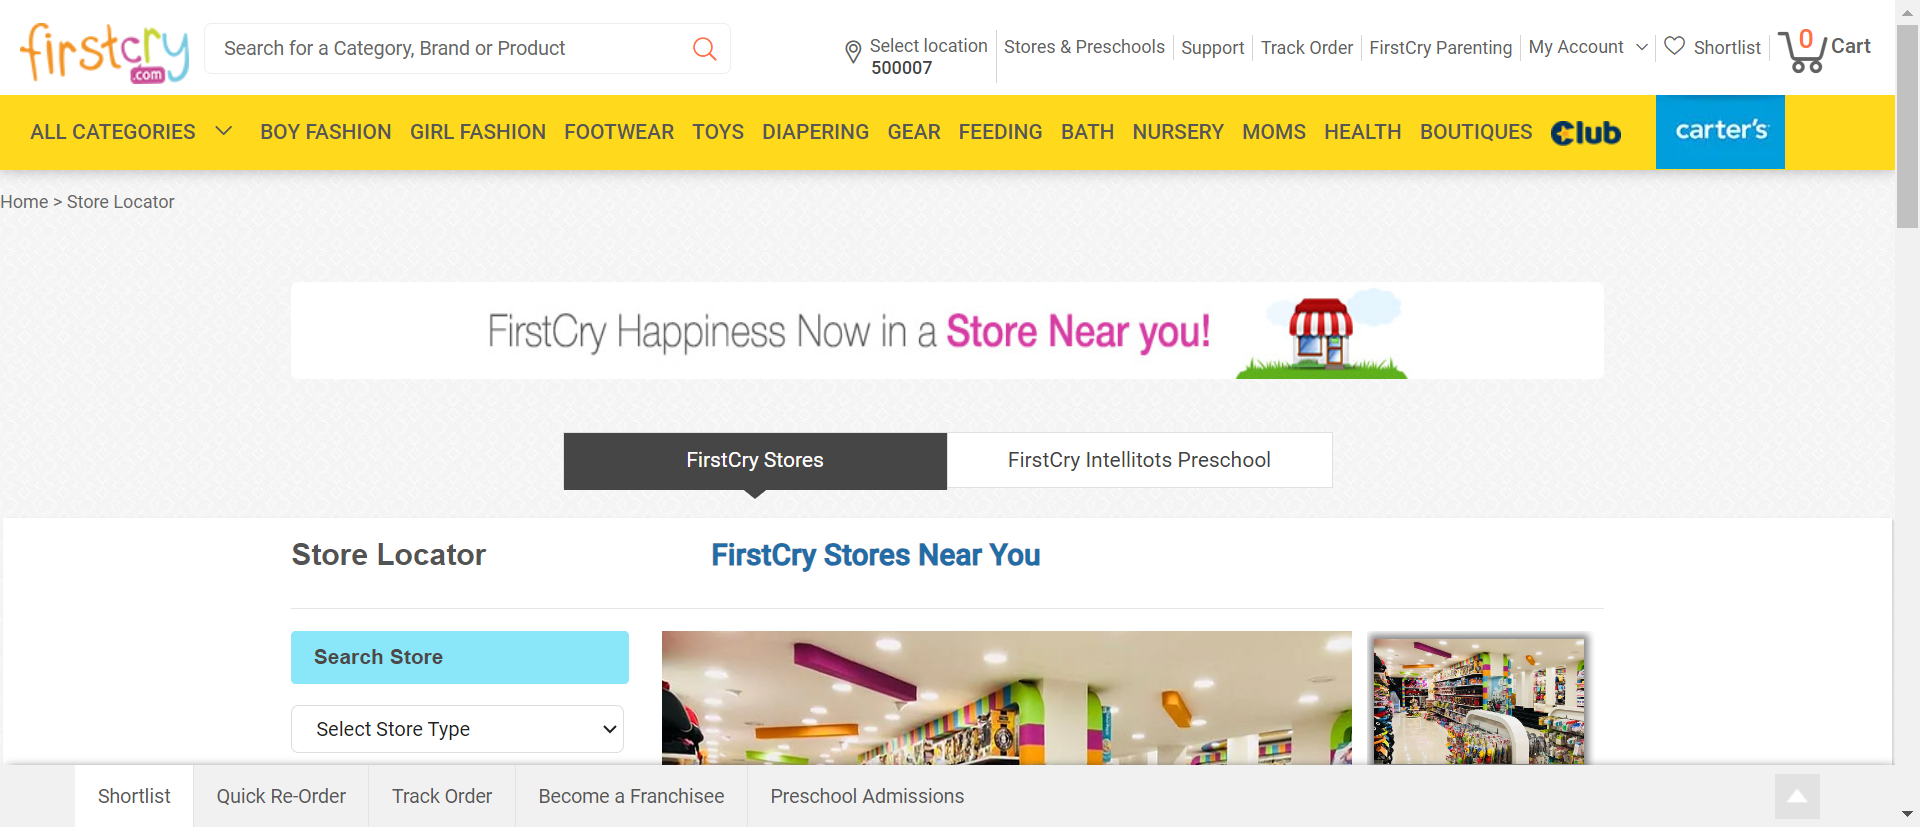 firstcry
.com
Search for a Category, Brand or Product
Select location
500007
Stores & Preschools
Support
Track Order
FirstCry Parenting
My Account
Shortlist
0
Cart
ALL CATEGORIES
BOY FASHION
GIRL FASHION
FOOTWEAR
TOYS
DIAPERING
GEAR
FEEDING
BATH
NURSERY
MOMS
HEALTH
BOUTIQUES
Club
carter's
Home > Store Locator
FirstCry Happiness Now in a Store Near you!
FirstCry Stores
FirstCry Intellitots Preschool
Store Locator
FirstCry Stores Near You
Search Store
Select Store Type
Shortlist
Quick Re-Order
Track Order
Become a Franchisee
Preschool Admissions